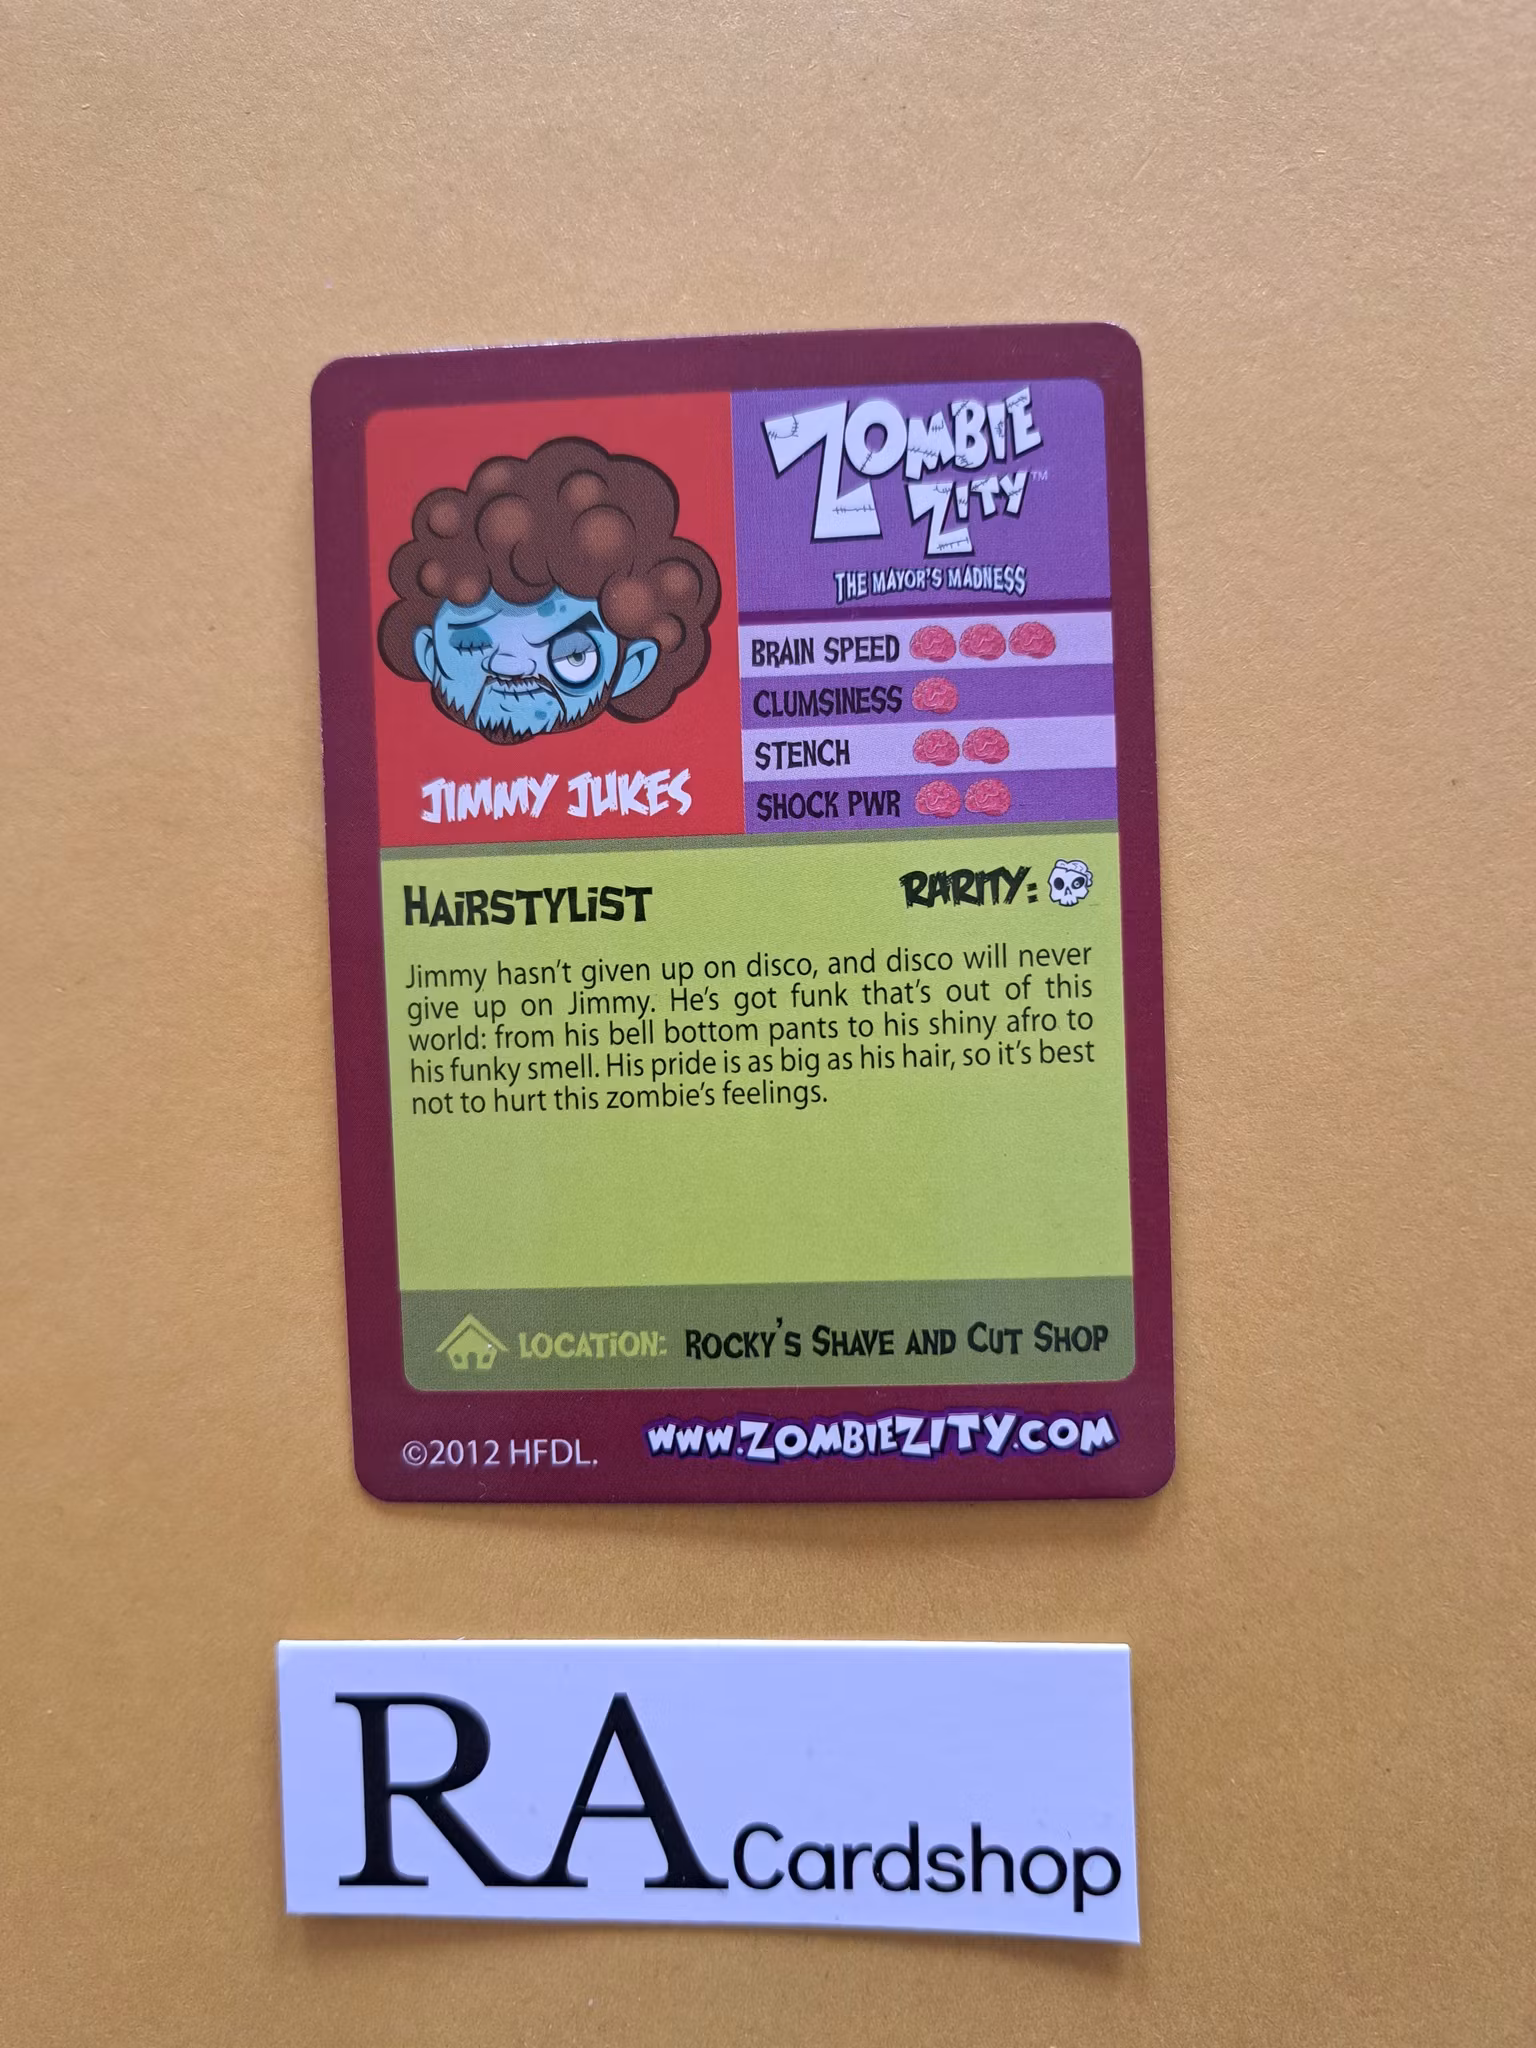 ZOMBIE
ZITY™
THE MAYOR'S MADNESS
BRAIN SPEED
CLUMSINESS
STENCH
SHOCK PWR
JIMMY JUKES
HAiRSTYLiST
RARITY:
Jimmy hasn't given up on disco, and disco will never
give up on Jimmy. He's got funk that's out of this
world: from his bell bottom pants to his shiny afro to
his funky smell. His pride is as big as his hair, so it's best
not to hurt this zombie's feelings.
LOCATiON: ROCKY'S SHAVE AND CUT SHOP
©2012 HFDL. WWW.ZOMBIEZITY.COM
RA Cardshop